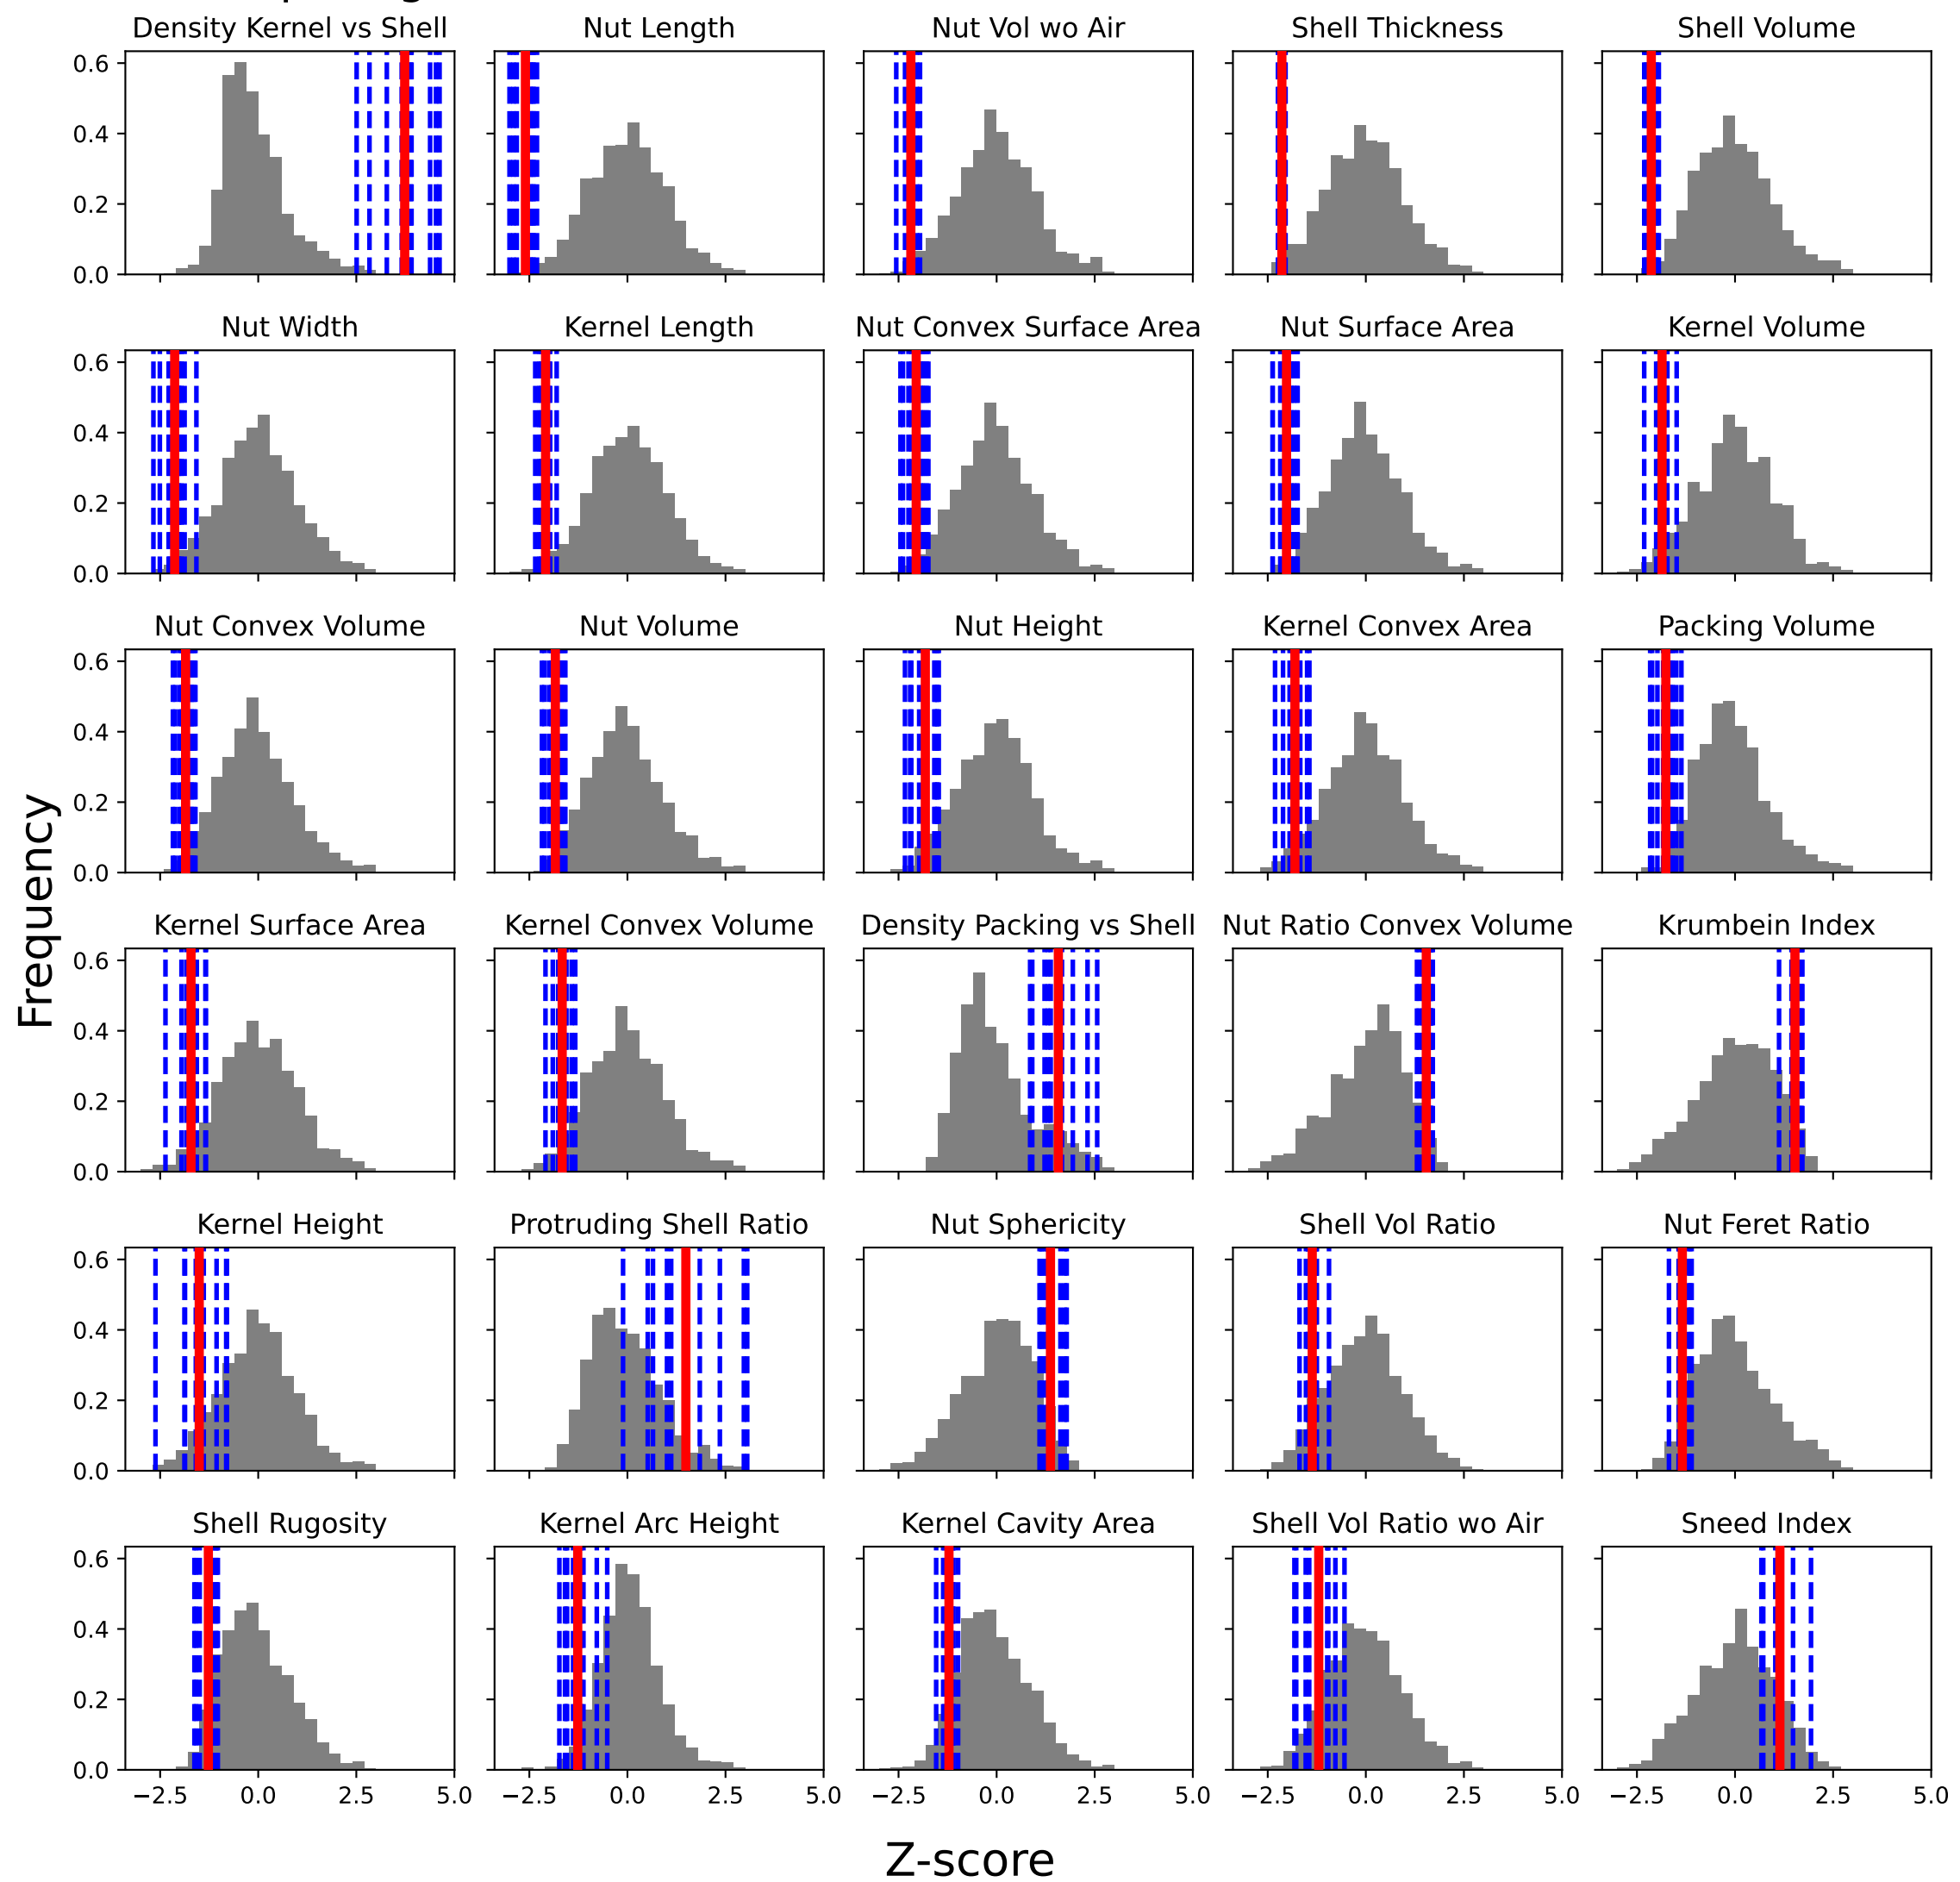 Density Kernel vs Shell Nut Length Nut Vol wo Air Shell Thickness Shell Volume
0.6
0.4
0.2
0.0
Nut Width Kernel Length Nut Convex Surface Area Nut Surface Area Kernel Volume
0.6
0.4
0.2
0.0
Nut Convex Volume Nut Volume Nut Height Kernel Convex Area Packing Volume
0.6
0.4
0.2
0.0
Frequency
Kernel Surface Area Kernel Convex Volume Density Packing vs Shell Nut Ratio Convex Volume Krumbein Index
0.6
0.4
0.2
0.0
Kernel Height Protruding Shell Ratio Nut Sphericity Shell Vol Ratio Nut Feret Ratio
0.6
0.4
0.2
0.0
Shell Rugosity Kernel Arc Height Kernel Cavity Area Shell Vol Ratio wo Air Sneed Index
0.6
0.4
0.2
0.0
−2.5 0.0 2.5 5.0 −2.5 0.0 2.5 5.0 −2.5 0.0 2.5 5.0 −2.5 0.0 2.5 5.0 −2.5 0.0 2.5 5.0
Z-score